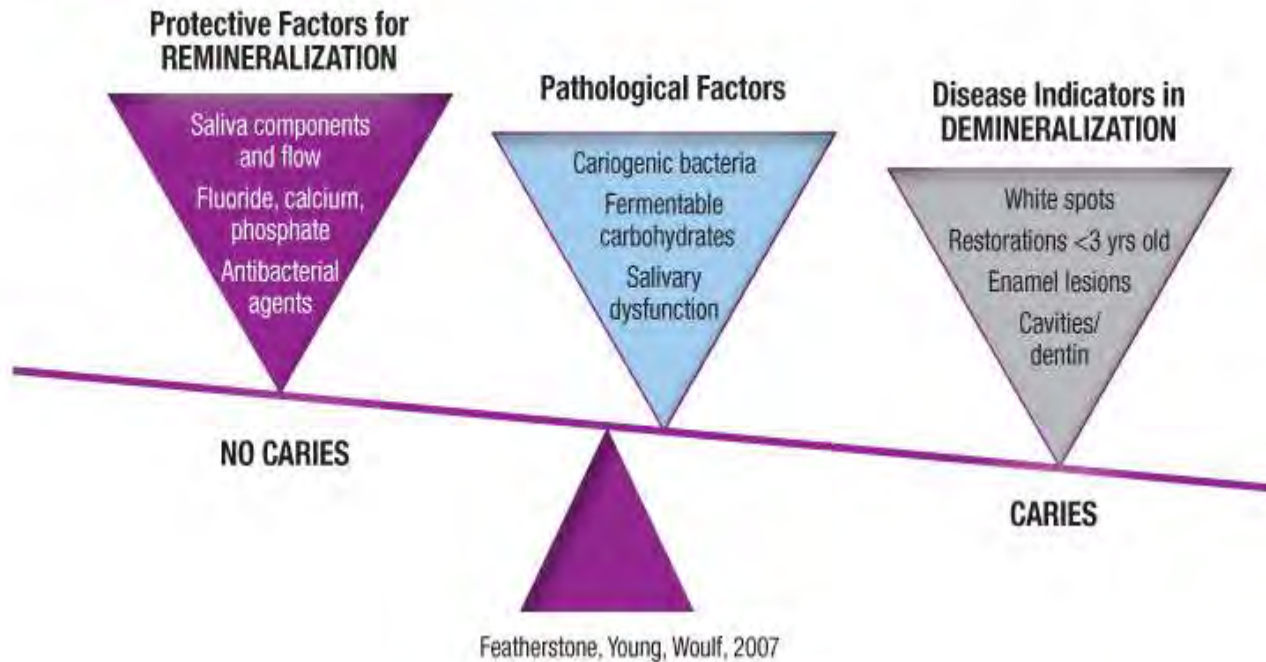 Protective Factors for
REMINERALIZATION
Saliva components
and flow
Fluoride, calcium,
phosphate
Antibacterial
agents
Pathological Factors
Cariogenic bacteria
Fermentable
carbohydrates
Salivary
dysfunction
Disease Indicators in
DEMINERALIZATION
White spots
Restorations <3 yrs old
Enamel lesions
Cavities/
dentin
NO CARIES
CARIES
Featherstone, Young, Woulf, 2007